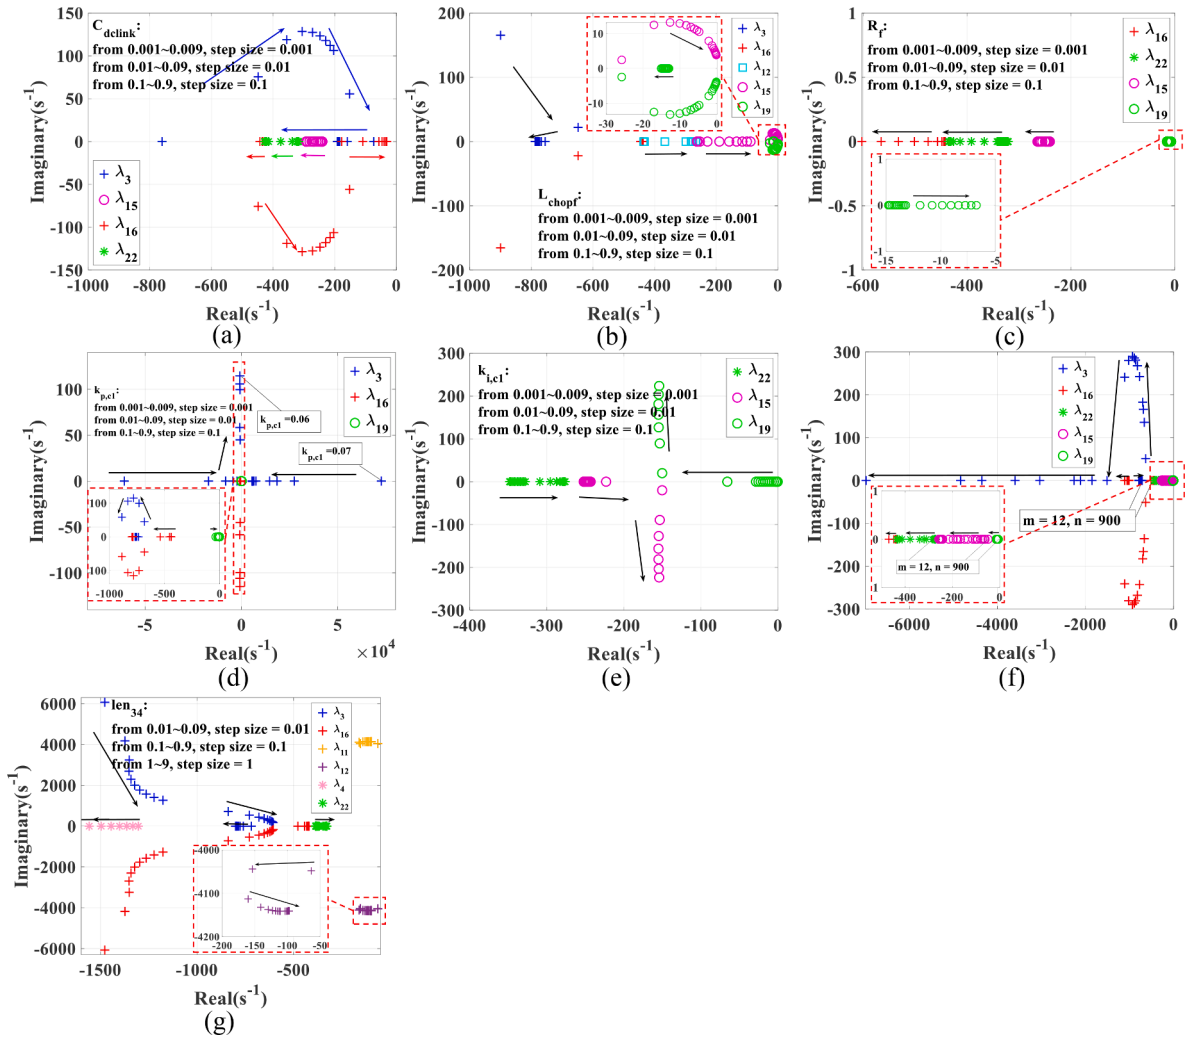 C_dclink:
from 0.001~0.009, step size = 0.001
from 0.01~0.09, step size = 0.01
from 0.1~0.9, step size = 0.1
150
100
50
0
-50
-100
-150
Imaginary(s⁻¹)
λ3
λ15
λ16
λ22
-1000 -800 -600 -400 -200 0
Real(s⁻¹)
(a)
200
100
0
-100
-200
Imaginary(s⁻¹)
10
0
-10
-30 -20 -10 0
λ3
λ16
λ12
λ15
λ19
L_chopf:
from 0.001~0.009, step size = 0.001
from 0.01~0.09, step size = 0.01
from 0.1~0.9, step size = 0.1
-1000 -800 -600 -400 -200 0
Real(s⁻¹)
(b)
R_f:
from 0.001~0.009, step size = 0.001
from 0.01~0.09, step size = 0.01
from 0.1~0.9, step size = 0.1
1
0.5
0
-0.5
-1
Imaginary(s⁻¹)
λ16
λ22
λ15
λ19
1
0
-1
-15 -10 -5
-600 -400 -200 0
Real(s⁻¹)
(c)
k_p,c1:
from 0.001~0.009, step size = 0.001
from 0.01~0.09, step size = 0.01
from 0.1~0.9, step size = 0.1
100
50
0
-50
-100
Imaginary(s⁻¹)
λ3
λ16
λ19
k_p,c1 =0.06
k_p,c1 =0.07
100
0
-100
-1000 -500 0
-5 0 5
Real(s⁻¹)
×10⁴
(d)
k_i,c1:
from 0.001~0.009, step size = 0.001
from 0.01~0.09, step size = 0.01
from 0.1~0.9, step size = 0.1
300
200
100
0
-100
-200
-300
Imaginary(s⁻¹)
λ22
λ15
λ19
-400 -300 -200 -100 0
Real(s⁻¹)
(e)
300
200
100
0
-100
-200
-300
Imaginary(s⁻¹)
λ3
λ16
λ22
λ15
λ19
m = 12, n = 900
1
0
1
m = 12, n = 900
-400 -200 0
-6000 -4000 -2000 0
Real(s⁻¹)
(f)
len_34:
from 0.01~0.09, step size = 0.01
from 0.1~0.9, step size = 0.1
from 1~9, step size = 1
6000
4000
2000
0
-2000
-4000
-6000
Imaginary(s⁻¹)
λ3
λ16
λ11
λ12
λ4
λ22
-4000
-4100
-4200
-200 -150 -100 -50
-1500 -1000 -500
Real(s⁻¹)
(g)